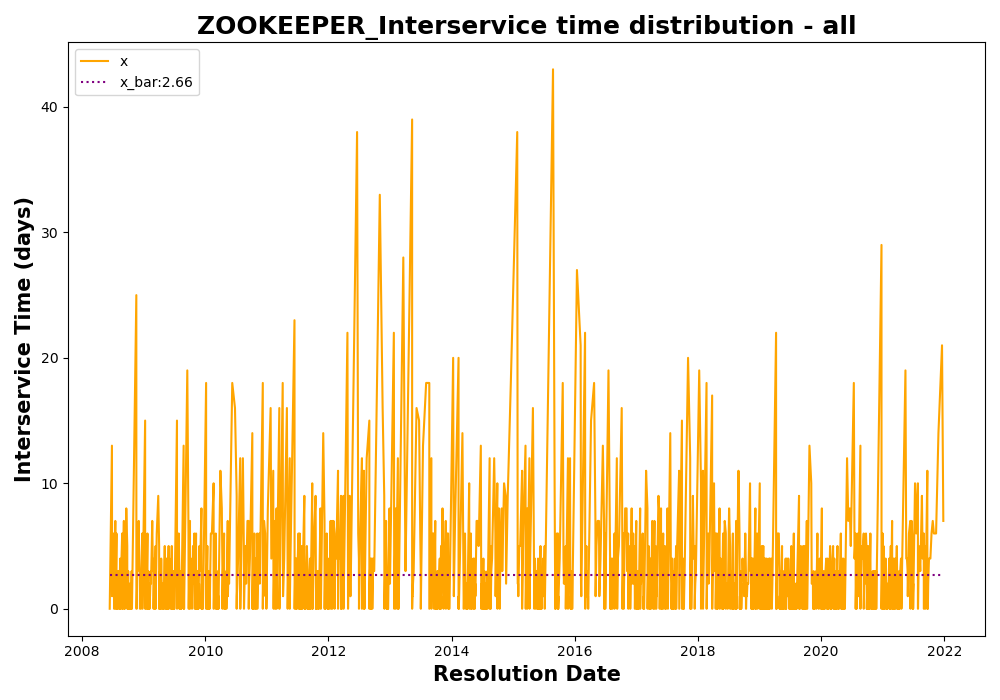 ZOOKEEPER_Interservice time distribution - all
x
x_bar:2.66
Interservice Time (days)
40
30
20
10
0
2008 2010 2012 2014 2016 2018 2020 2022
Resolution Date